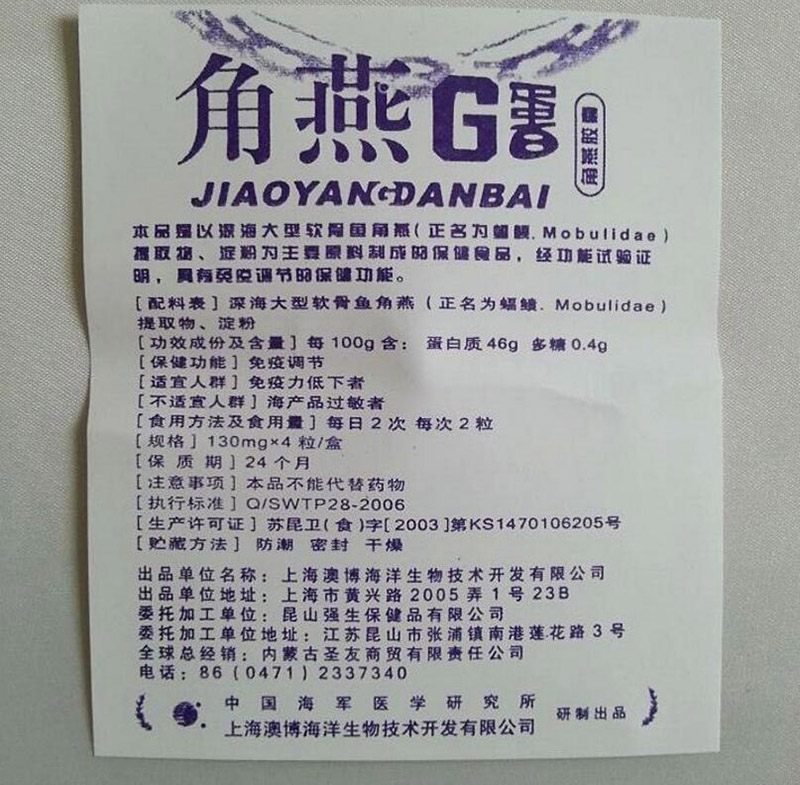 角燕G蛋白
角燕胶囊
JIAOYANGDANBAI
本品是以深海大型软骨鱼角燕(正名为蝠鲼.Mobulidae)
提取物、淀粉为主要原料制成的保健食品，经功能试验证
明，具有免疫调节的保健功能。
[配料表]深海大型软骨鱼角燕(正名为蝠鲼.Mobulidae)
提取物、淀粉
[功效成份及含量]每100g含：蛋白质46g 多糖0.4g
[保健功能]免疫调节
[适宜人群]免疫力低下者
[不适宜人群]海产品过敏者
[食用方法及食用量]每日2次 每次2粒
[规格]130mg×4粒/盒
[保 质 期]24个月
[注意事项]本品不能代替药物
[执行标准]Q/SWTP28-2006
[生产许可证]苏昆卫(食)字[2003]第KS1470106205号
[贮藏方法] 防潮 密封 干燥
出品单位名称：上海澳博海洋生物技术开发有限公司
出品单位地址：上海市黄兴路2005弄1号23B
委托加工单位：昆山强生保健品有限公司
委托加工单位地址：江苏昆山市张浦镇南港莲花路3号
全球总经销：内蒙古圣友商贸有限责任公司
电话：86(0471)2337340
中国海军医学研究所
上海澳博海洋生物技术开发有限公司
研制出品